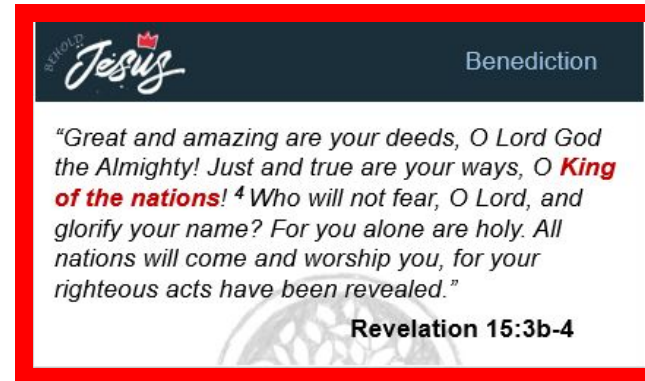 BEHOLD
Jesus
Benediction
“Great and amazing are your deeds, O Lord God
the Almighty! Just and true are your ways, O King
of the nations! 4 Who will not fear, O Lord, and
glorify your name? For you alone are holy. All
nations will come and worship you, for your
righteous acts have been revealed.”
Revelation 15:3b-4